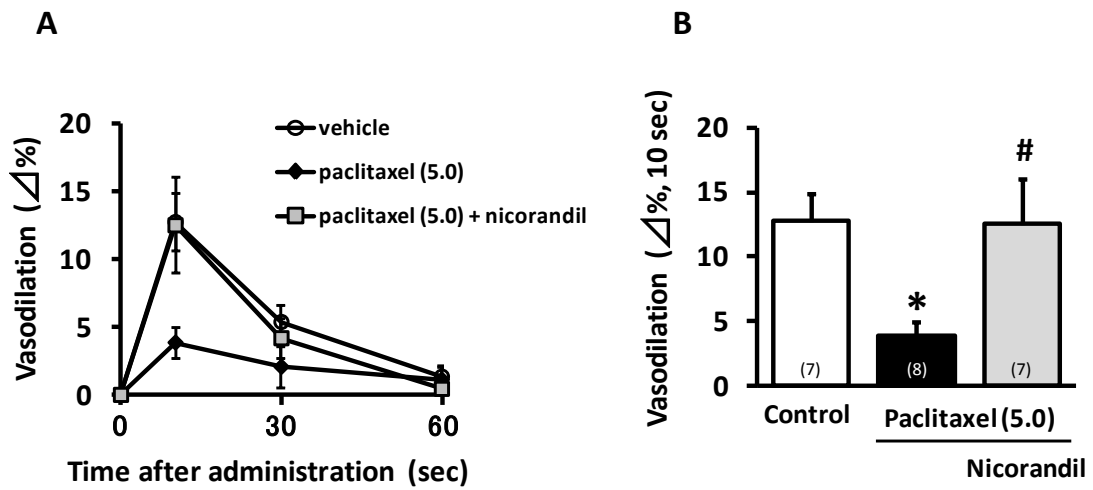 A
B
20
15
10
5
0
0
30
60
Vasodilation (⊿%)
Time after administration (sec)
vehicle
paclitaxel (5.0)
paclitaxel (5.0) + nicorandil
20
15
10
5
0
Vasodilation (⊿%, 10 sec)
*
#
(7)
(8)
(7)
Control
Paclitaxel (5.0)
Nicorandil